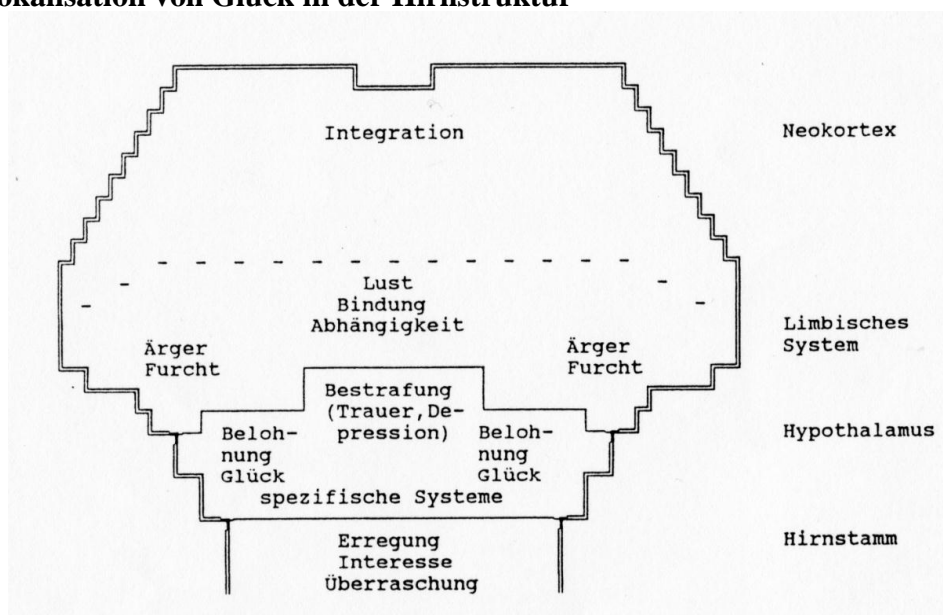 okalisation von Glück in der Hirnstruktur
Integration
Neokortex
Lust
Bindung
Abhängigkeit
Limbisches
System
Ärger
Furcht
Ärger
Furcht
Bestrafung
(Trauer,De-
pression)
Beloh-
nung
Glück
Beloh-
nung
Glück
Hypothalamus
spezifische Systeme
Erregung
Interesse
Überraschung
Hirnstamm